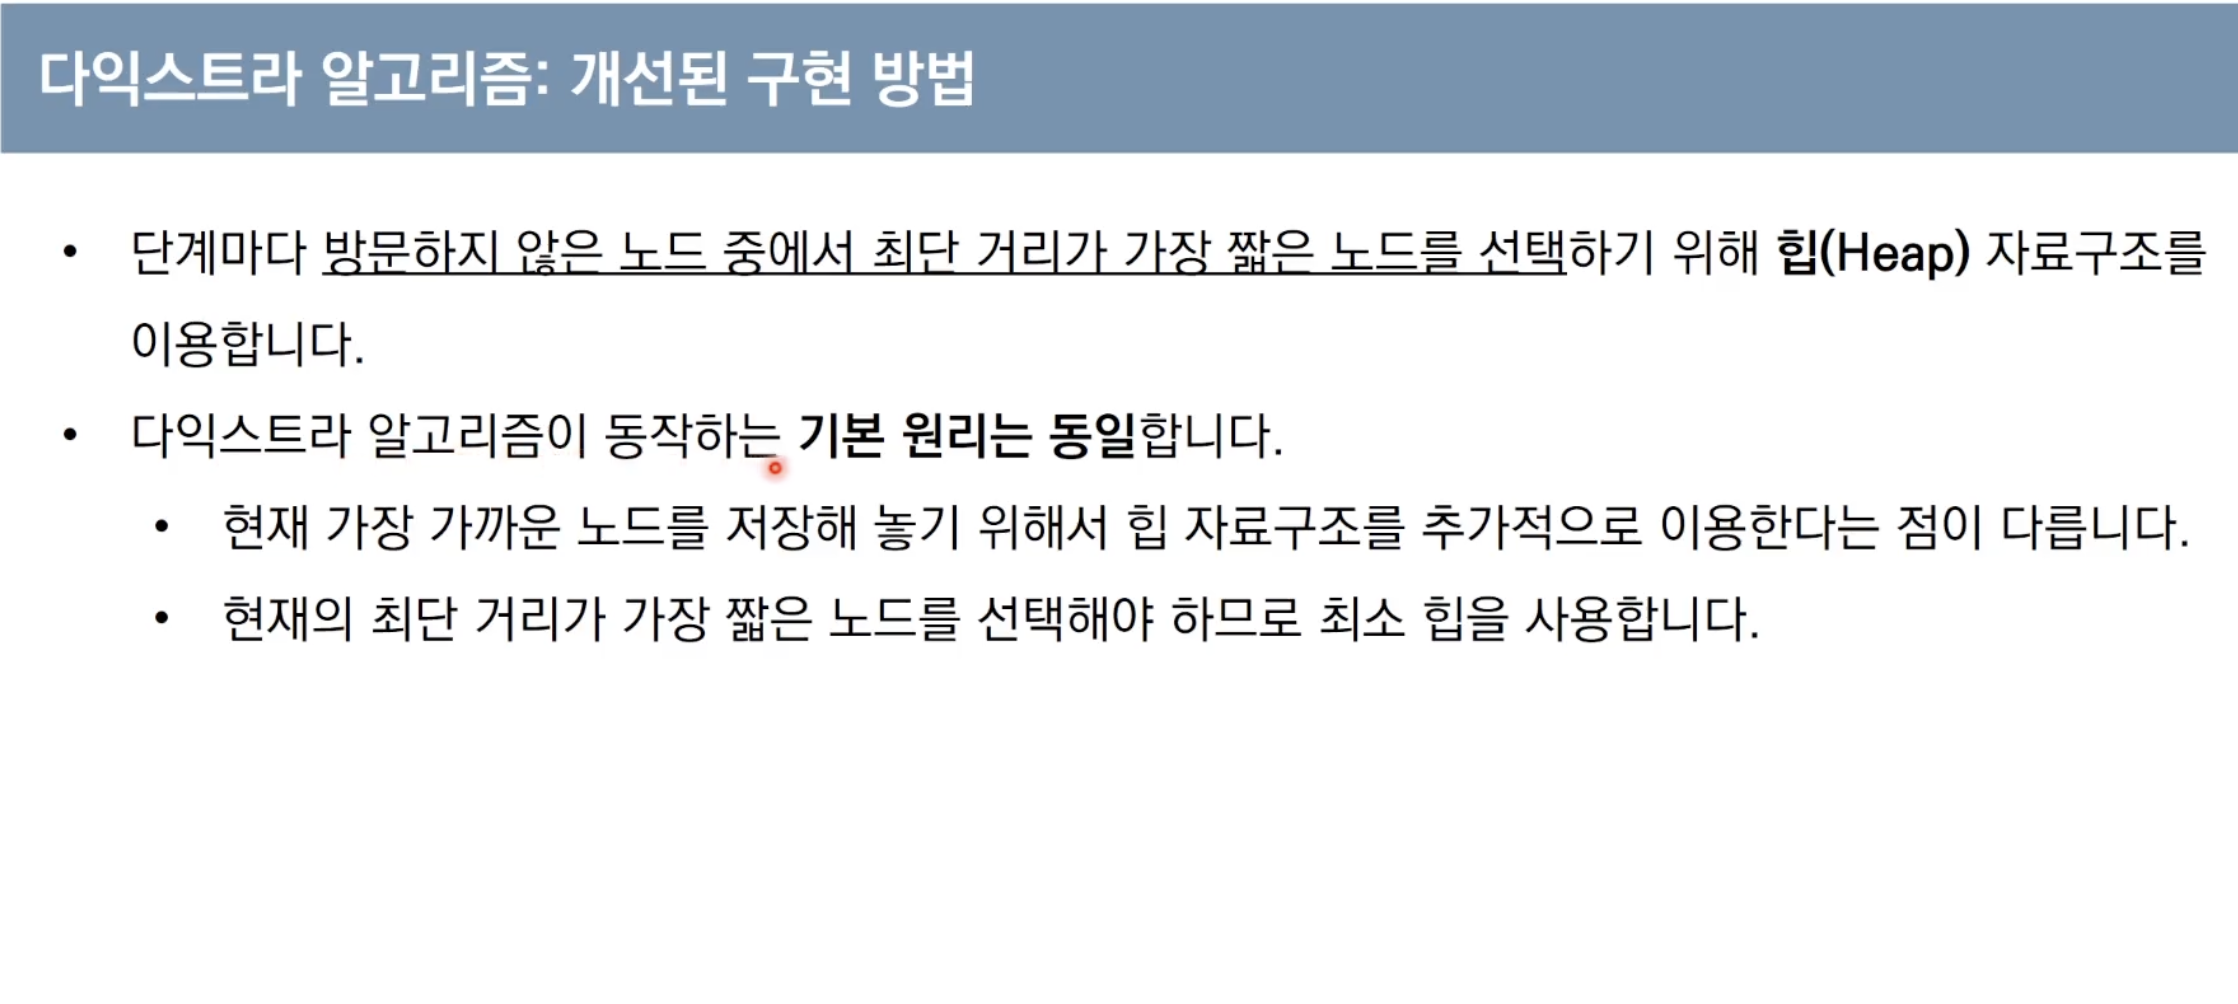 다익스트라 알고리즘: 개선된 구현 방법
• 단계마다 방문하지 않은 노드 중에서 최단 거리가 가장 짧은 노드를 선택하기 위해 힙(Heap) 자료구조를
이용합니다.
• 다익스트라 알고리즘이 동작하는 기본 원리는 동일합니다.
• 현재 가장 가까운 노드를 저장해 놓기 위해서 힙 자료구조를 추가적으로 이용한다는 점이 다릅니다.
• 현재의 최단 거리가 가장 짧은 노드를 선택해야 하므로 최소 힙을 사용합니다.